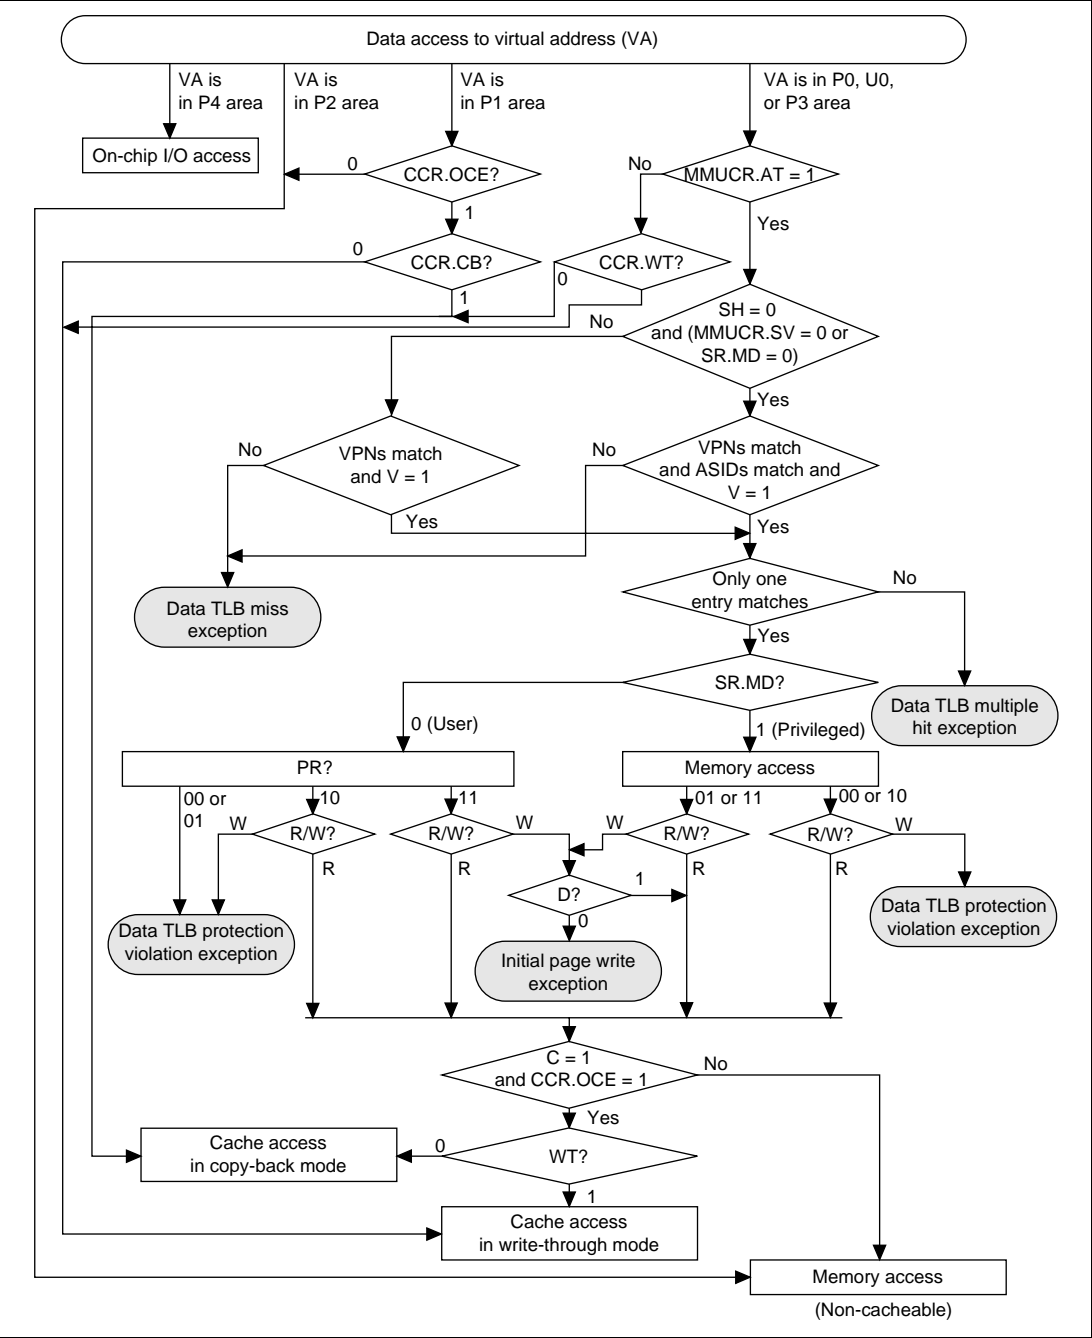 Data access to virtual address (VA)
VA is
in P4 area
VA is
in P2 area
VA is
in P1 area
VA is in P0, U0,
or P3 area
On-chip I/O access
0
CCR.OCE?
No
MMUCR.AT = 1
1
Yes
0
CCR.CB?
CCR.WT?
0
1
SH = 0
and (MMUCR.SV = 0 or
SR.MD = 0)
No
Yes
No
VPNs match
and V = 1
No
VPNs match
and ASIDs match and
V = 1
Yes
Yes
Only one
entry matches
No
Data TLB miss
exception
Yes
SR.MD?
Data TLB multiple
hit exception
0 (User)
1 (Privileged)
PR?
Memory access
00 or
01
10
11
01 or 11
00 or 10
W
R/W?
R/W?
W
W
R/W?
R/W?
W
R
R
R
R
D?
1
0
Data TLB protection
violation exception
Initial page write
exception
Data TLB protection
violation exception
C = 1
and CCR.OCE = 1
No
Yes
Cache access
in copy-back mode
0
WT?
1
Cache access
in write-through mode
Memory access
(Non-cacheable)